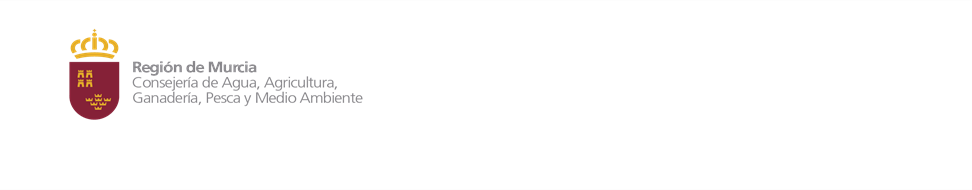 Región de Murcia
Consejería de Agua, Agricultura,
Ganadería, Pesca y Medio Ambiente